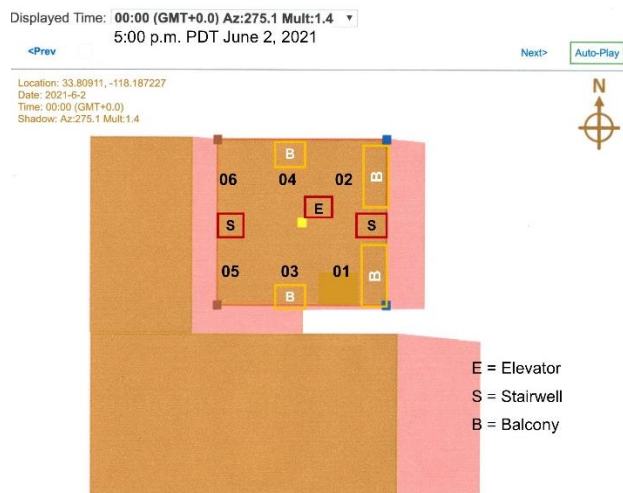 Displayed Time: 00:00 (GMT+0.0) Az:275.1 Mult:1.4
5:00 p.m. PDT June 2, 2021
<Prev
Next>
Auto-Play
Location: 33.80911, -118.187227
Date: 2021-6-2
Time: 00:00 (GMT+0.0)
Shadow: Az:275.1 Mult:1.4
N
B
B
06 04 02
E
S
S
05 03 01
B
B
E = Elevator
S = Stairwell
B = Balcony